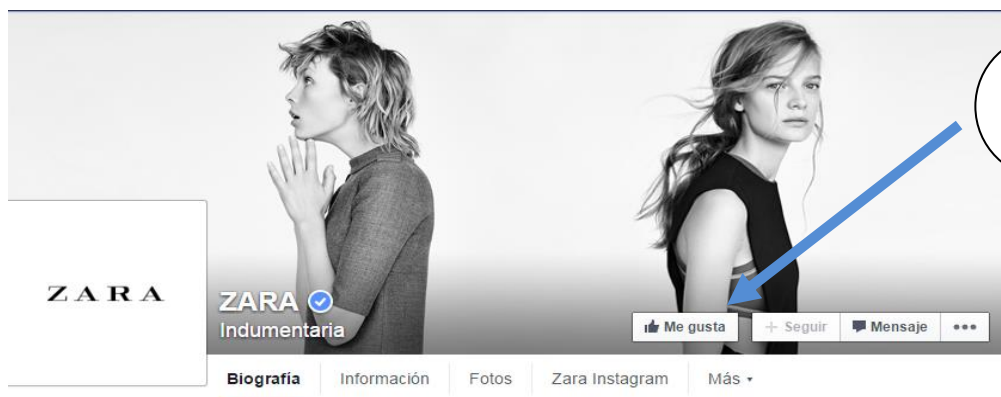 ZARA
ZARA
Indumentaria
Me gusta
+ Seguir
Mensaje
Biografía
Información
Fotos
Zara Instagram
Más